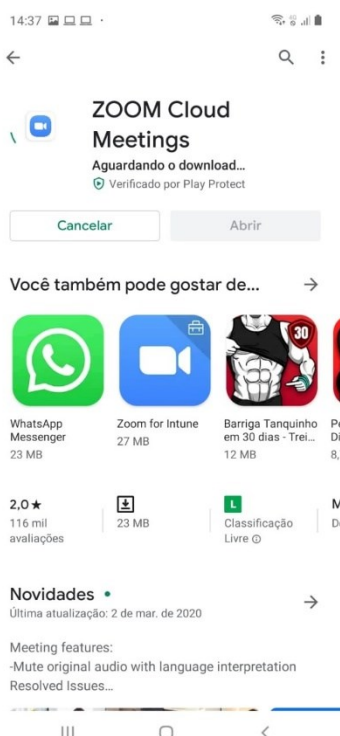 14:37
ZOOM Cloud
Meetings
Aguardando o download...
Verificado por Play Protect
Cancelar
Abrir
Você também pode gostar de...
30
WhatsApp
Messenger
23 MB
Zoom for Intune
27 MB
Barriga Tanquinho
em 30 dias - Trei...
12 MB
2,0★
116 mil
avaliações
23 MB
L
Classificação
Livre
Novidades
Última atualização: 2 de mar. de 2020
Meeting features:
-Mute original audio with language interpretation
Resolved Issues...